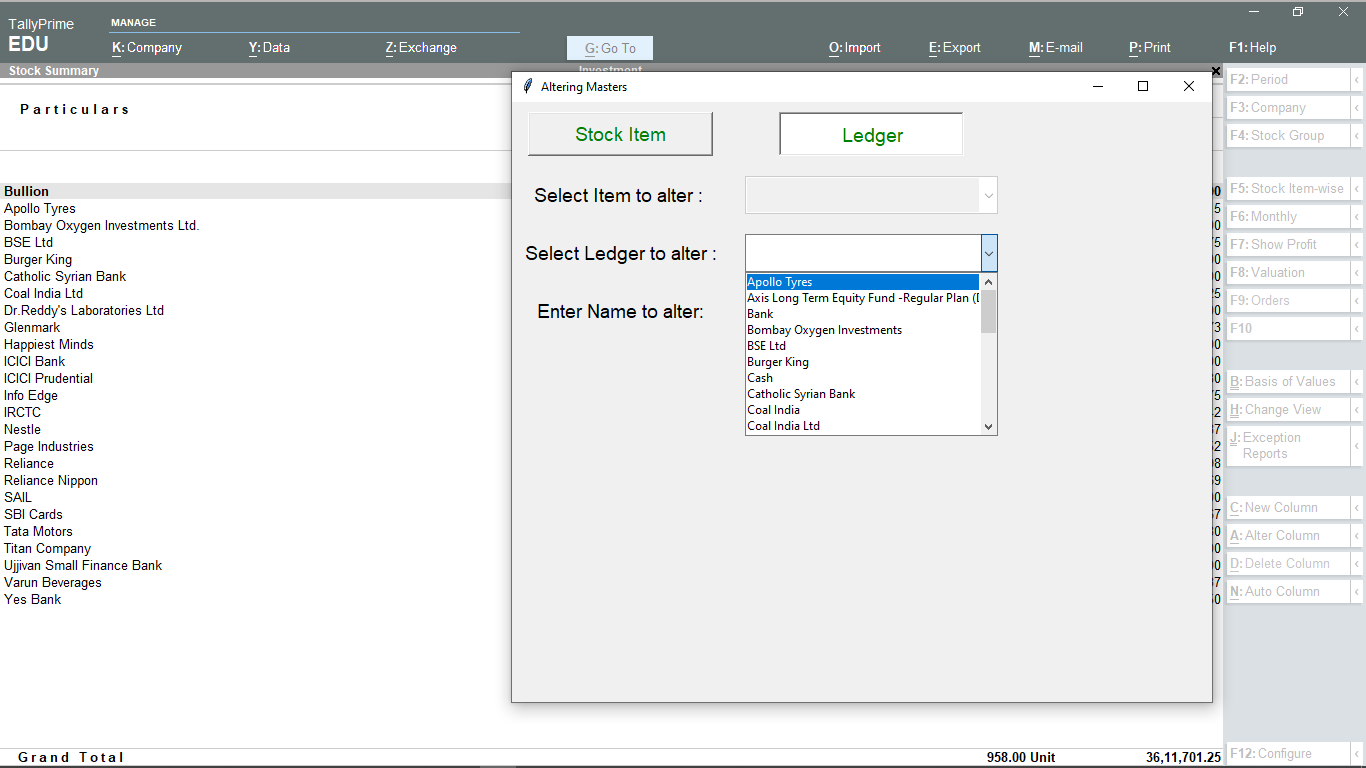 TallyPrime
EDU
MANAGE
K: Company
Y: Data
Z: Exchange
G: Go To
O: Import
E: Export
M: E-mail
P: Print
F1: Help
Stock Summary
Investment
Particulars
Bullion
Apollo Tyres
Bombay Oxygen Investments Ltd.
BSE Ltd
Burger King
Catholic Syrian Bank
Coal India Ltd
Dr.Reddy's Laboratories Ltd
Glenmark
Happiest Minds
ICICI Bank
ICICI Prudential
Info Edge
IRCTC
Nestle
Page Industries
Reliance
Reliance Nippon
SAIL
SBI Cards
Tata Motors
Titan Company
Ujjivan Small Finance Bank
Varun Beverages
Yes Bank
Grand Total
958.00 Unit
36,11,701.25
Altering Masters
Stock Item
Ledger
Select Item to alter :
Select Ledger to alter :
Enter Name to alter:
Apollo Tyres
Axis Long Term Equity Fund -Regular Plan (
Bank
Bombay Oxygen Investments
BSE Ltd
Burger King
Cash
Catholic Syrian Bank
Coal India
Coal India Ltd
F2: Period
F3: Company
F4: Stock Group
F5: Stock Item-wise
F6: Monthly
F7: Show Profit
F8: Valuation
F9: Orders
F10
B: Basis of Values
H: Change View
J: Exception
Reports
C: New Column
A: Alter Column
D: Delete Column
N: Auto Column
F12: Configure